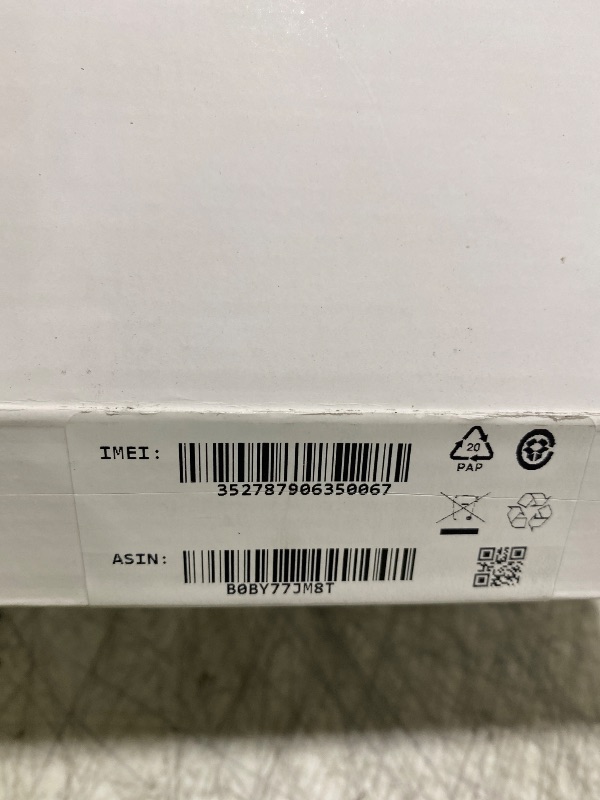 IMEI:
352787906350067
20
PAP
ASIN:
B0BY77JM8T